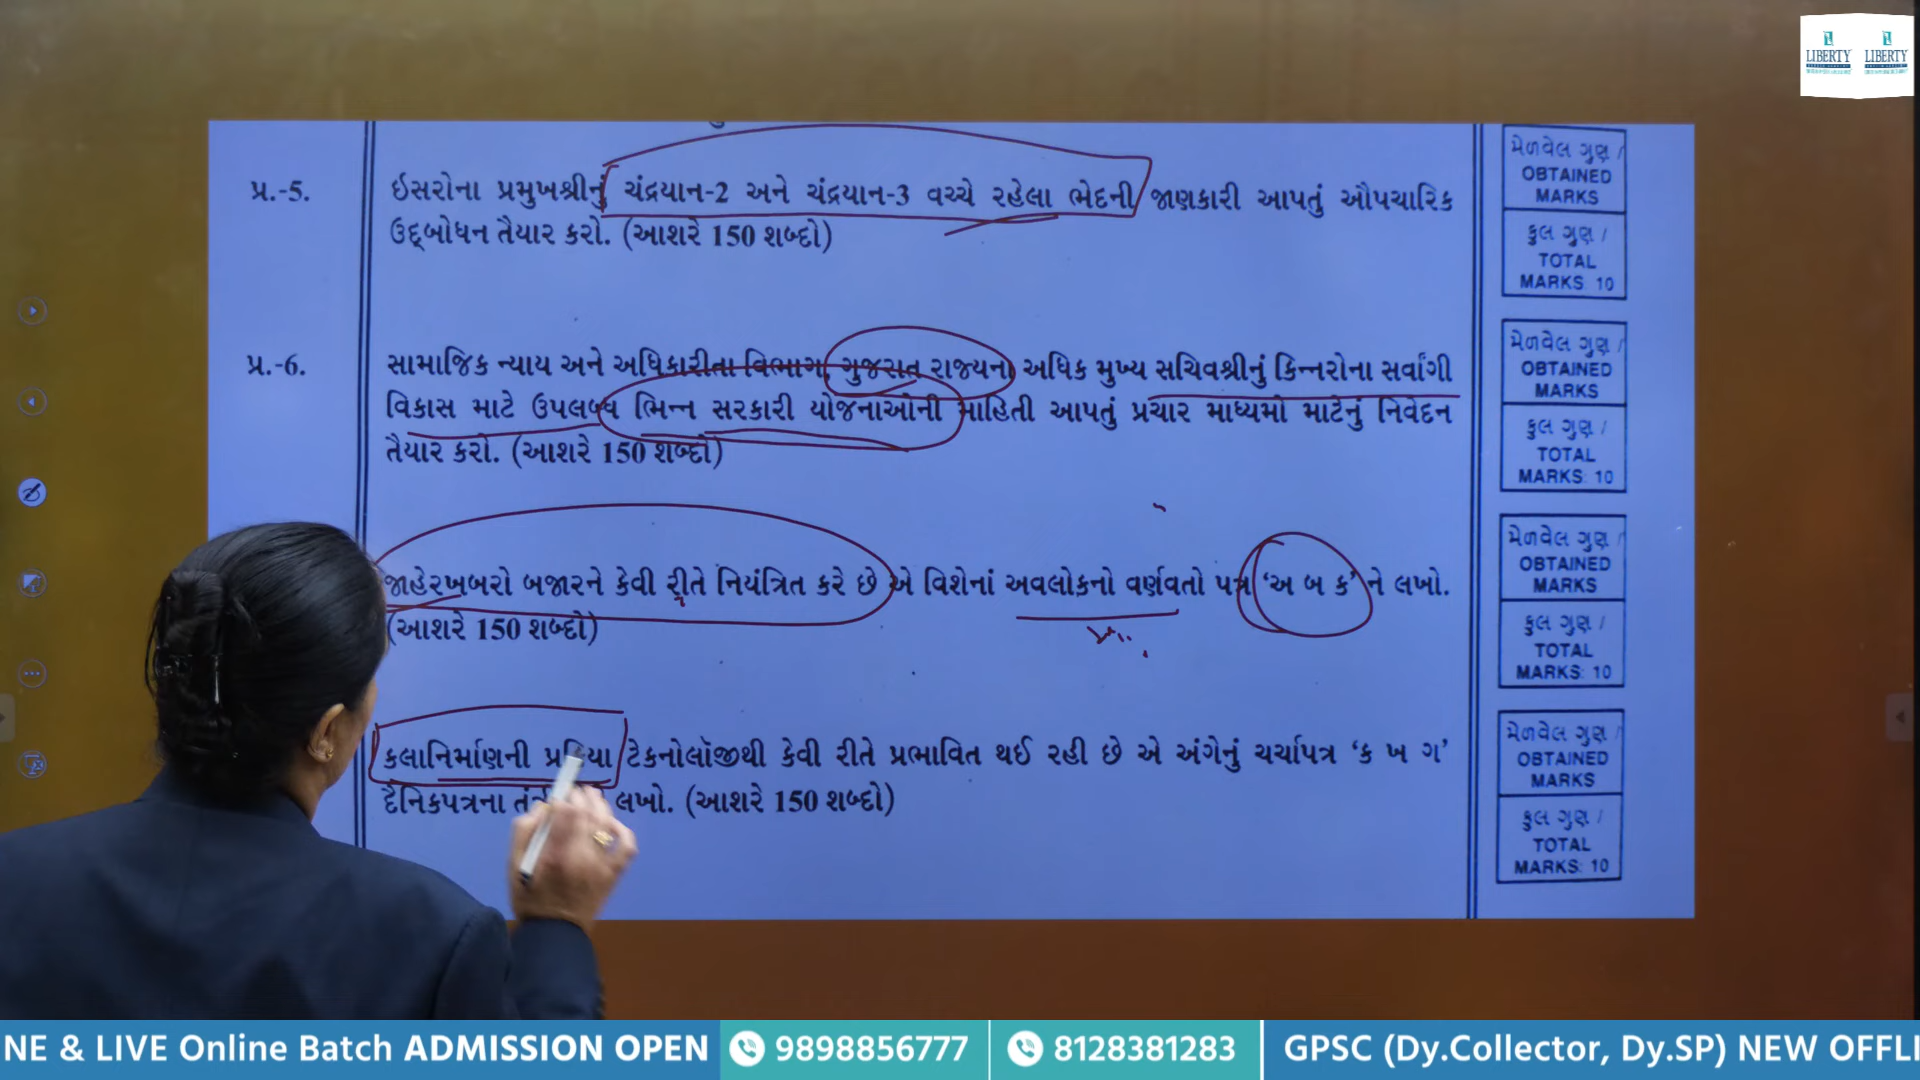 LIBERTY LIBERTY
પ્ર.-5. ઈસરોના પ્રમુખશ્રીનું ચંદ્રયાન-2 અને ચંદ્રયાન-3 વચ્ચે રહેલા ભેદની જાણકારી આપતું ઔપચારિક
ઉદ્‌બોધન તૈયાર કરો. (આશરે 150 શબ્દો)
મેળવેલ ગુણ /
OBTAINED
MARKS
કુલ ગુણ /
TOTAL
MARKS: 10
પ્ર.-6. સામાજિક ન્યાય અને અધિકારીતા વિભાગ, ગુજરાત રાજ્યના અધિક મુખ્ય સચિવશ્રીનું કિન્નરોના સર્વાંગી
વિકાસ માટે ઉપલબ્ધ ભિન્ન સરકારી યોજનાઓની માહિતી આપતું પ્રચાર માધ્યમો માટેનું નિવેદન
તૈયાર કરો. (આશરે 150 શબ્દો)
મેળવેલ ગુણ /
OBTAINED
MARKS
કુલ ગુણ /
TOTAL
MARKS: 10
જાહેરખબરો બજારને કેવી રીતે નિયંત્રિત કરે છે એ વિશેનાં અવલોકનો વર્ણવતો પત્ર ‘અ બ ક’ ને લખો.
(આશરે 150 શબ્દો)
મેળવેલ ગુણ /
OBTAINED
MARKS
કુલ ગુણ /
TOTAL
MARKS: 10
કલાનિર્માણની ટેકનોલૉજીથી કેવી રીતે પ્રભાવિત થઈ રહી છે એ અંગેનું ચર્ચાપત્ર ‘ક ખ ગ’
દૈનિકપત્રના લખો. (આશરે 150 શબ્દો)
મેળવેલ ગુણ /
OBTAINED
MARKS
કુલ ગુણ /
TOTAL
MARKS: 10
NE & LIVE Online Batch ADMISSION OPEN 9898856777 8128381283 GPSC (Dy.Collector, Dy.SP) NEW OFFLI